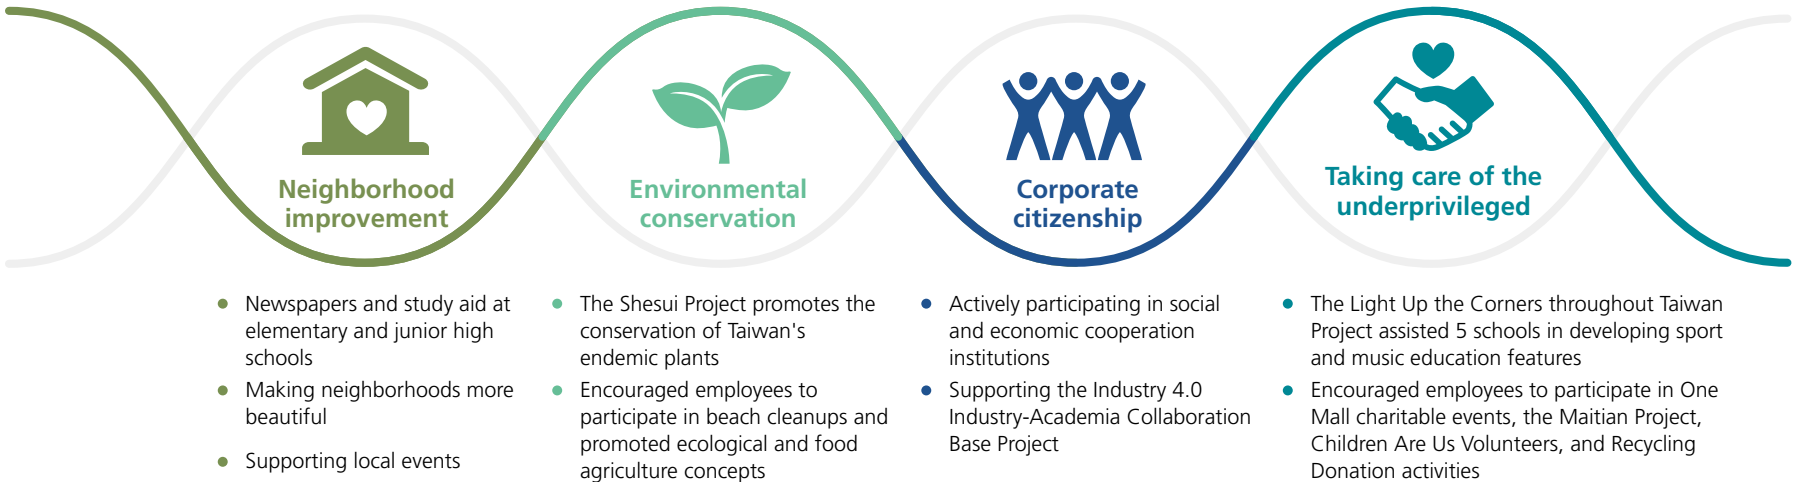 Neighborhood
improvement
Newspapers and study aid at
elementary and junior high
schools
Making neighborhoods more
beautiful
Supporting local events
Environmental
conservation
The Shesui Project promotes the
conservation of Taiwan's
endemic plants
Encouraged employees to
participate in beach cleanups and
promoted ecological and food
agriculture concepts
Corporate
citizenship
Actively participating in social
and economic cooperation
institutions
Supporting the Industry 4.0
Industry-Academia Collaboration
Base Project
Taking care of the
underprivileged
The Light Up the Corners throughout Taiwan
Project assisted 5 schools in developing sport
and music education features
Encouraged employees to participate in One
Mall charitable events, the Maitian Project,
Children Are Us Volunteers, and Recycling
Donation activities